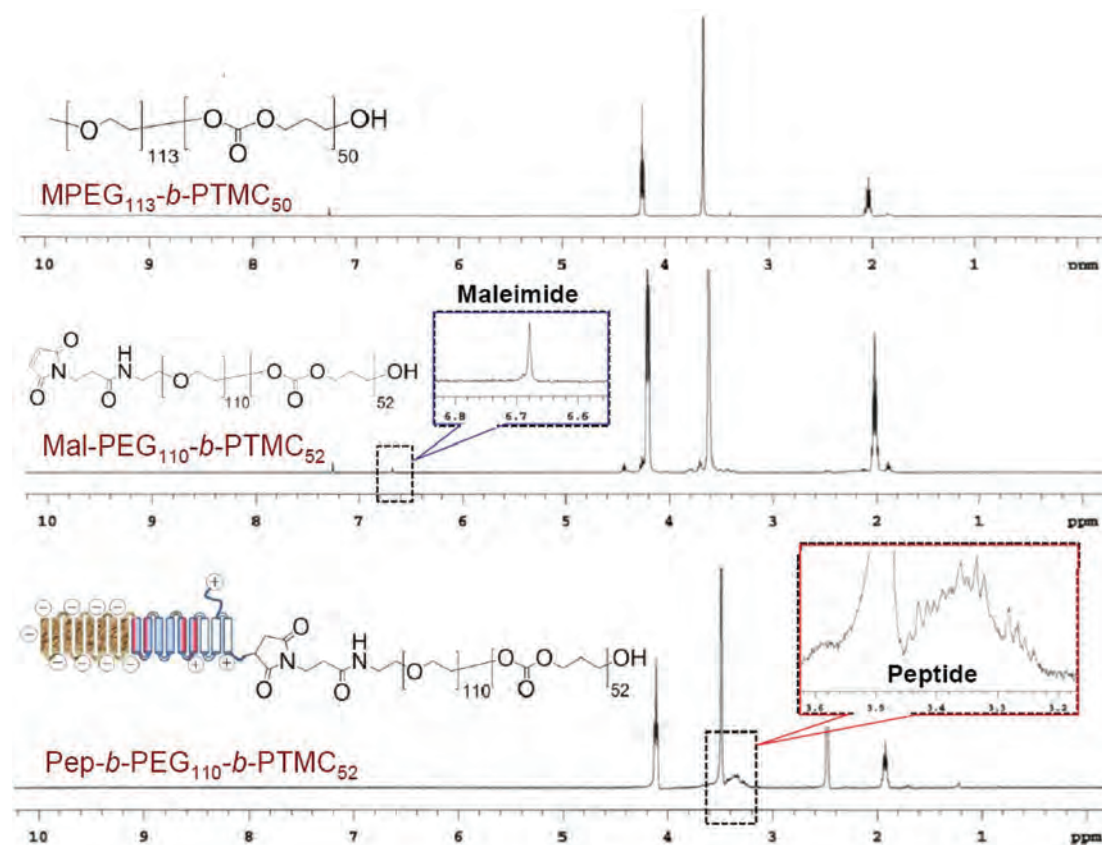 O
O
O
O
OH
113
50
MPEG113-b-PTMC50
10 9 8 7 6 5 4 3 2 1 ppm
Maleimide
6.8 6.7 6.6
O
N
O
O
H
N
O
O
O
O
OH
110
52
Mal-PEG110-b-PTMC52
10 9 8 7 6 5 4 3 2 1 ppm
Peptide
3.6 3.5 3.4 3.3 3.2
O
N
O
O
H
N
O
O
O
O
OH
110
52
Pep-b-PEG110-b-PTMC52
10 9 8 7 6 5 4 3 2 1 ppm